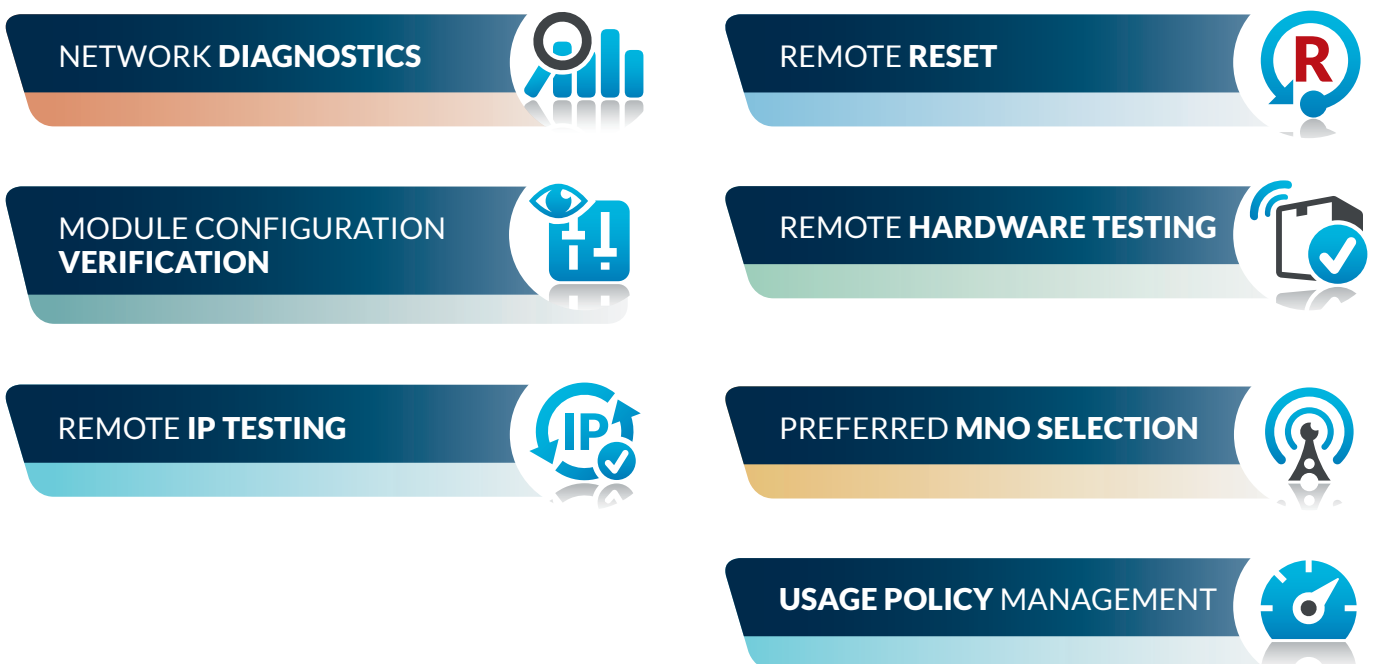 NETWORK DIAGNOSTICS
REMOTE RESET
R
MODULE CONFIGURATION
VERIFICATION
REMOTE HARDWARE TESTING
REMOTE IP TESTING
IP
PREFERRED MNO SELECTION
USAGE POLICY MANAGEMENT